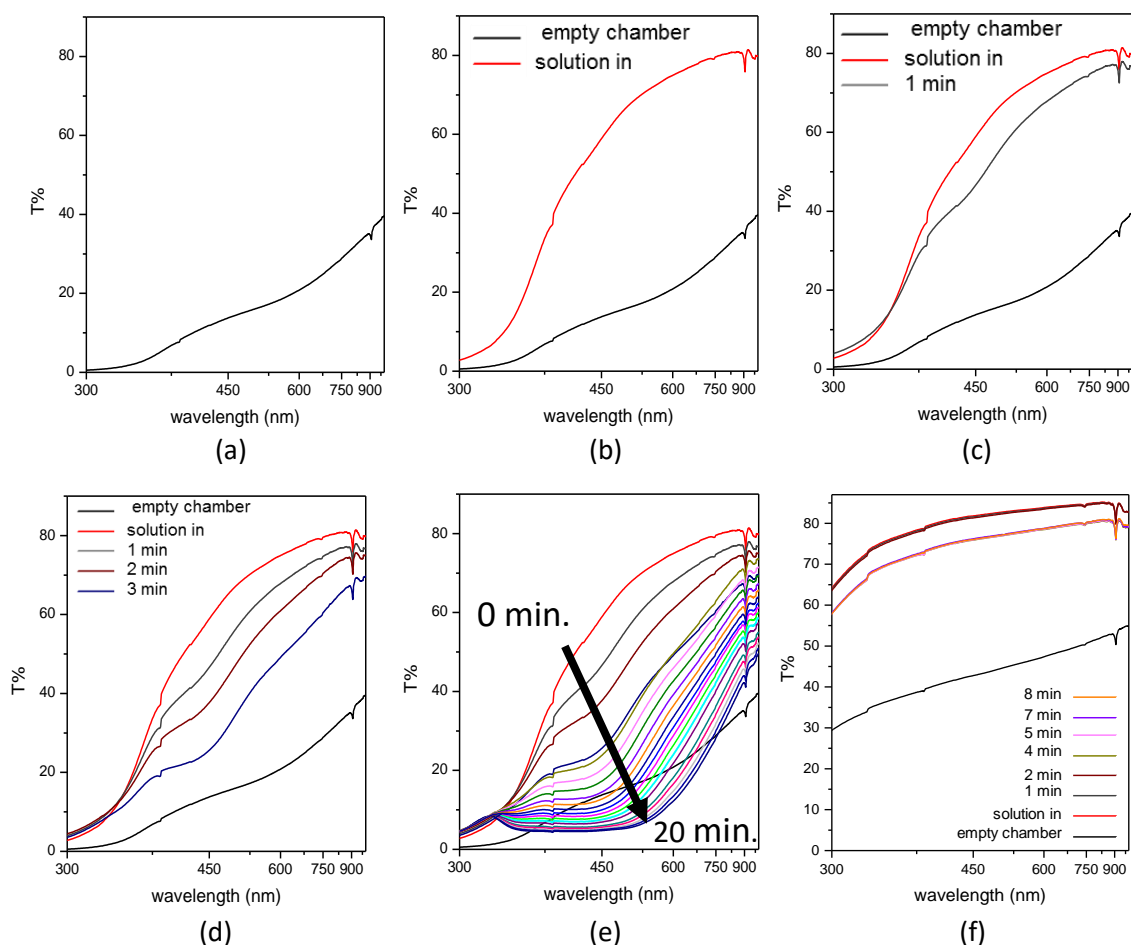 80
60
40
20
0
T%
300
450
600
750
900
wavelength (nm)
(a)
empty chamber
solution in
80
60
40
20
0
T%
300
450
600
750
900
wavelength (nm)
(b)
empty chamber
solution in
1 min
80
60
40
20
0
T%
300
450
600
750
900
wavelength (nm)
(c)
empty chamber
solution in
1 min
2 min
3 min
80
60
40
20
0
T%
300
450
600
750
900
wavelength (nm)
(d)
0 min.
20 min.
80
60
40
20
0
T%
300
450
600
750
900
wavelength (nm)
(e)
80
70
60
50
40
30
20
10
0
T%
8 min
7 min
5 min
4 min
2 min
1 min
solution in
empty chamber
300
450
600
750
900
wavelength (nm)
(f)